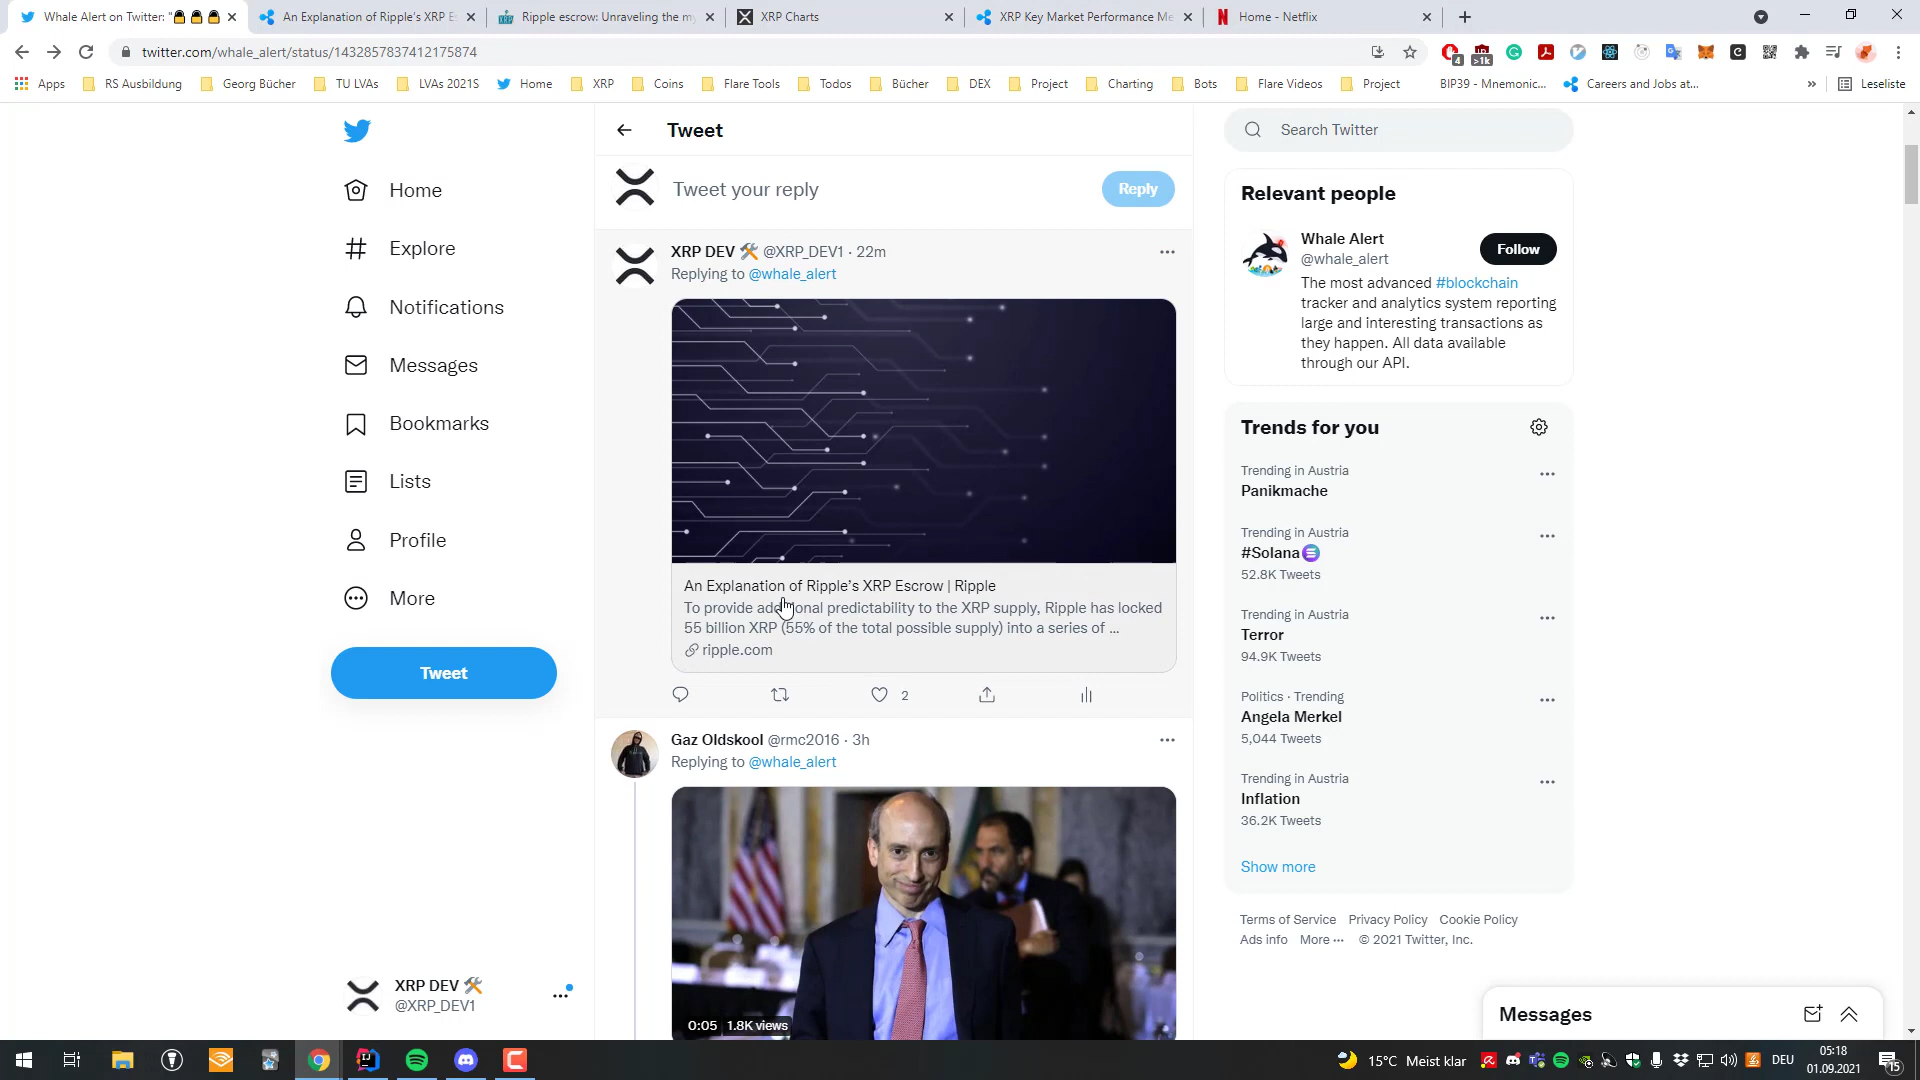 Whale Alert on Twitter: "
An Explanation of Ripple's XRP Es
Ripple escrow: Unraveling the my
XRP Charts
XRP Key Market Performance Me
Home - Netflix
twitter.com/whale_alert/status/1432857837412175874
Apps
RS Ausbildung
Georg Bücher
TU LVAs
LVAs 2021S
Home
XRP
Coins
Flare Tools
Todos
Bücher
DEX
Project
Charting
Bots
Flare Videos
Project
BIP39 - Mnemonic...
Careers and Jobs at...
»
Leseliste
Home
Explore
Notifications
Messages
Bookmarks
Lists
Profile
More
Tweet
XRP DEV
@XRP_DEV1
Tweet
Tweet your reply
Reply
XRP DEV @XRP_DEV1 · 22m
Replying to @whale_alert
An Explanation of Ripple's XRP Escrow | Ripple
To provide additional predictability to the XRP supply, Ripple has locked
55 billion XRP (55% of the total possible supply) into a series of ...
ripple.com
2
Gaz Oldskool @rmc2016 · 3h
Replying to @whale_alert
0:05 1.8K views
Search Twitter
Relevant people
Whale Alert
@whale_alert
Follow
The most advanced #blockchain
tracker and analytics system reporting
large and interesting transactions as
they happen. All data available
through our API.
Trends for you
Trending in Austria
Panikmache
Trending in Austria
#Solana
52.8K Tweets
Trending in Austria
Terror
94.9K Tweets
Politics · Trending
Angela Merkel
5,044 Tweets
Trending in Austria
Inflation
36.2K Tweets
Show more
Terms of Service Privacy Policy Cookie Policy
Ads info More ··· © 2021 Twitter, Inc.
Messages
15°C Meist klar
DEU
05:18
01.09.2021
15